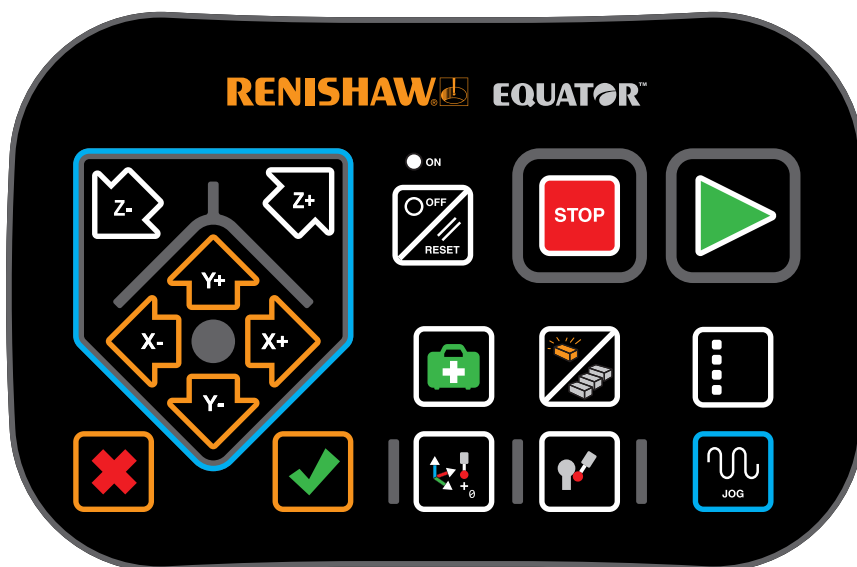 RENISHAW® EQUATOR™
ON
Z-
Z+
OFF
RESET
STOP
Y+
X-
X+
Y-
+0
JOG